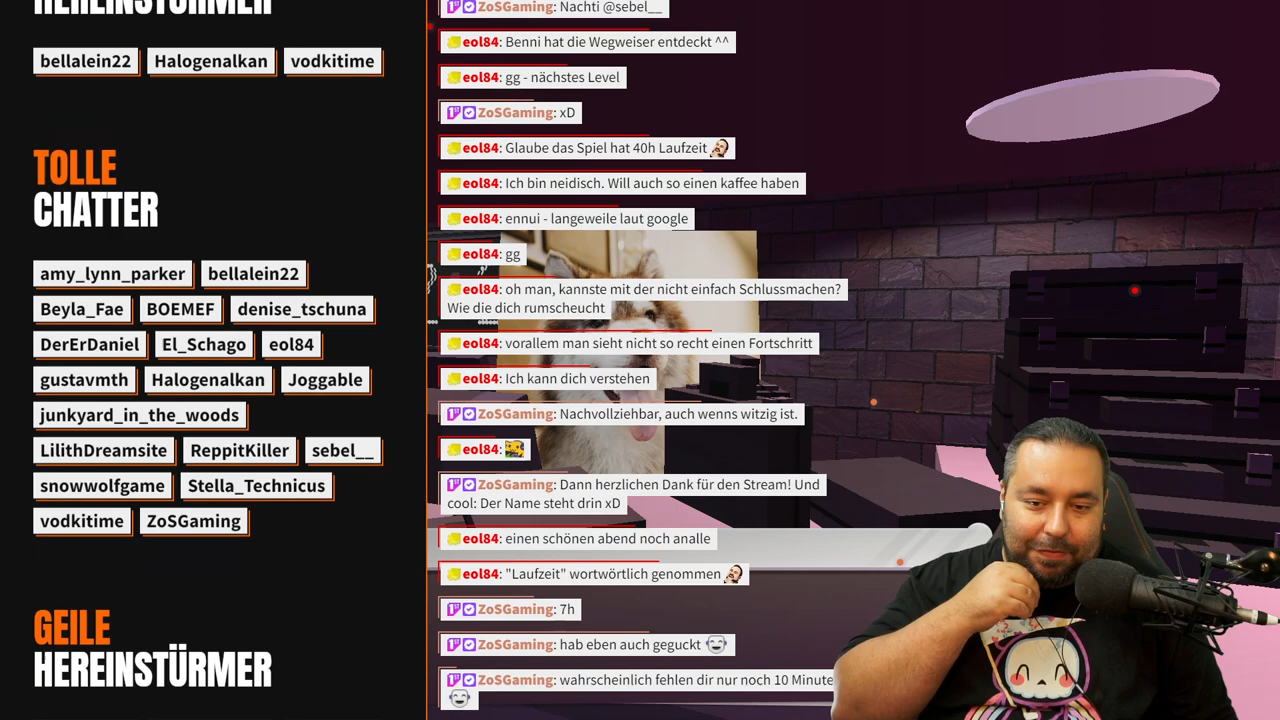 HEREINSTÜRMER
bellalein22 Halogenalkan vodkitime
TOLLE
CHATTER
amy_lynn_parker bellalein22
Beyla_Fae BOEMEF denise_tschuna
DerErDaniel El_Schago eol84
gustavmth Halogenalkan Joggable
junkyard_in_the_woods
LilithDreamsite ReppitKiller sebel__
snowwolfgame Stella_Technicus
vodkitime ZoSGaming
GEILE
HEREINSTÜRMER
ZoSGaming: Nachti @sebel__
eol84: Benni hat die Wegweiser entdeckt ^^
eol84: gg - nächstes Level
ZoSGaming: xD
eol84: Glaube das Spiel hat 40h Laufzeit
eol84: Ich bin neidisch. Will auch so einen kaffee haben
eol84: ennui - langeweile laut google
eol84: gg
eol84: oh man, kannste mit der nicht einfach Schlussmachen?
Wie die dich rumscheucht
eol84: vorallem man sieht nicht so recht einen Fortschritt
eol84: Ich kann dich verstehen
ZoSGaming: Nachvollziehbar, auch wenns witzig ist.
eol84:
ZoSGaming: Dann herzlichen Dank für den Stream! Und
cool: Der Name steht drin xD
eol84: einen schönen abend noch analle
eol84: "Laufzeit" wortwörtlich genommen
ZoSGaming: 7h
ZoSGaming: hab eben auch geguckt
ZoSGaming: wahrscheinlich fehlen dir nur noch 10 Minute